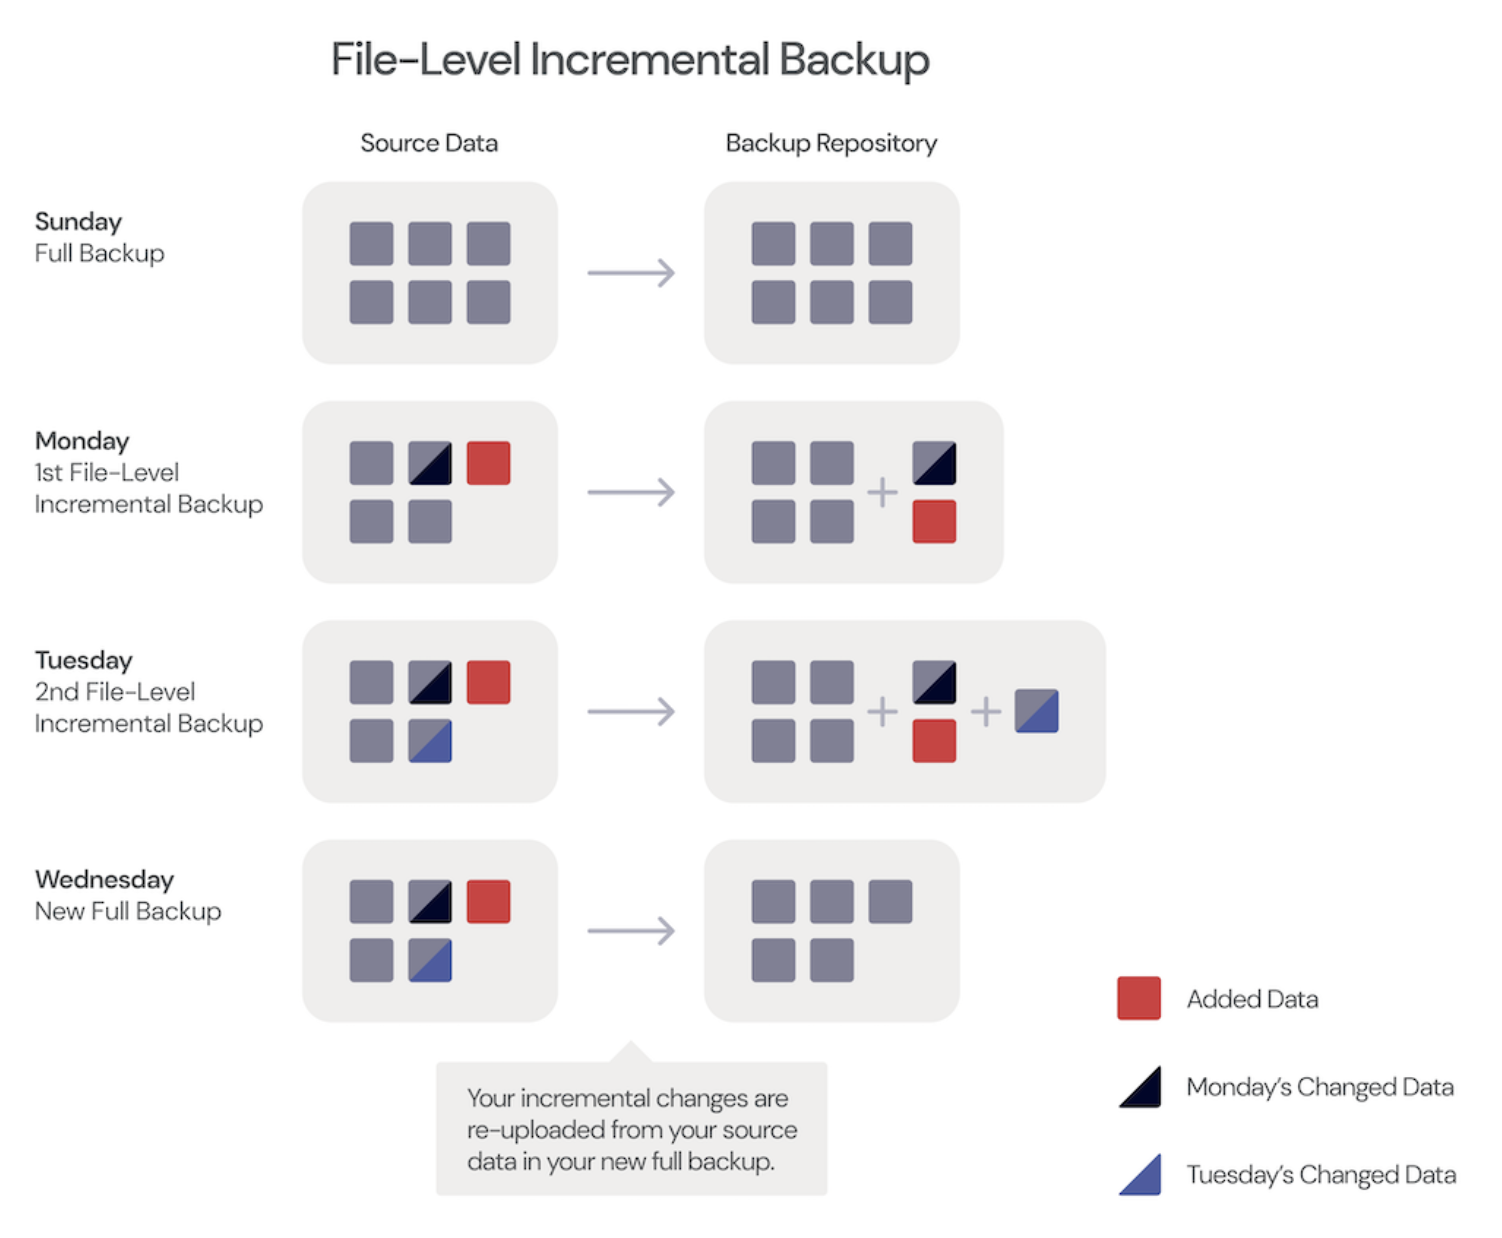 File-Level Incremental Backup
Source Data
Backup Repository
Sunday
Full Backup
Monday
1st File-Level
Incremental Backup
Tuesday
2nd File-Level
Incremental Backup
Wednesday
New Full Backup
Your incremental changes are
re-uploaded from your source
data in your new full backup.
Added Data
Monday's Changed Data
Tuesday's Changed Data